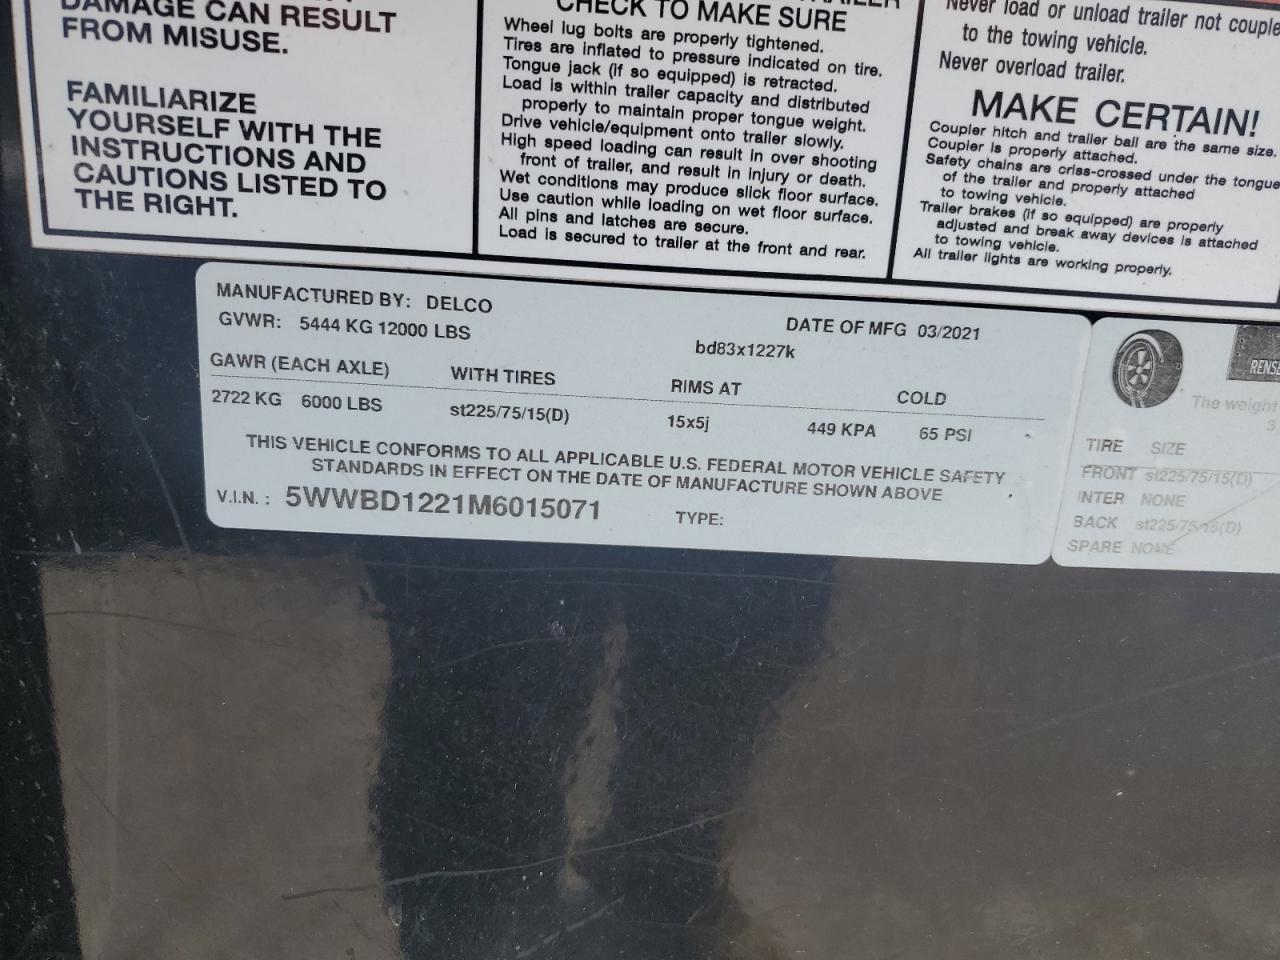 DAMAGE CAN RESULT
FROM MISUSE.
FAMILIARIZE
YOURSELF WITH THE
INSTRUCTIONS AND
CAUTIONS LISTED TO
THE RIGHT.
CHECK TO MAKE SURE
Wheel lug bolts are properly tightened.
Tires are inflated to pressure indicated on tire.
Tongue jack (if so equipped) is retracted.
Load is within trailer capacity and distributed
properly to maintain proper tongue weight.
Drive vehicle/equipment onto trailer slowly.
High speed loading can result in over shooting
front of trailer, and result in injury or death.
Wet conditions may produce slick floor surface.
Use caution while loading on wet floor surface.
All pins and latches are secure.
Load is secured to trailer at the front and rear.
Never load or unload trailer not couple
to the towing vehicle.
Never overload trailer.
MAKE CERTAIN!
Coupler hitch and trailer ball are the same size.
Coupler is properly attached.
Safety chains are criss-crossed under the tongue
of the trailer and properly attached
to towing vehicle.
Trailer brakes (if so equipped) are properly
adjusted and break away devices is attached
to towing vehicle.
All trailer lights are working properly.
MANUFACTURED BY: DELCO
DATE OF MFG 03/2021
GVWR: 5444 KG 12000 LBS
bd83x1227k
GAWR (EACH AXLE) WITH TIRES RIMS AT COLD
2722 KG 6000 LBS st225/75/15(D) 15x5j 449 KPA 65 PSI
THIS VEHICLE CONFORMS TO ALL APPLICABLE U.S. FEDERAL MOTOR VEHICLE SAFETY
STANDARDS IN EFFECT ON THE DATE OF MANUFACTURE SHOWN ABOVE
V.I.N. : 5WWBD1221M6015071 TYPE:
The weight
3
TIRE SIZE
FRONT st225/75/15(D)
INTER NONE
BACK st225/75/15(D)
SPARE NONE